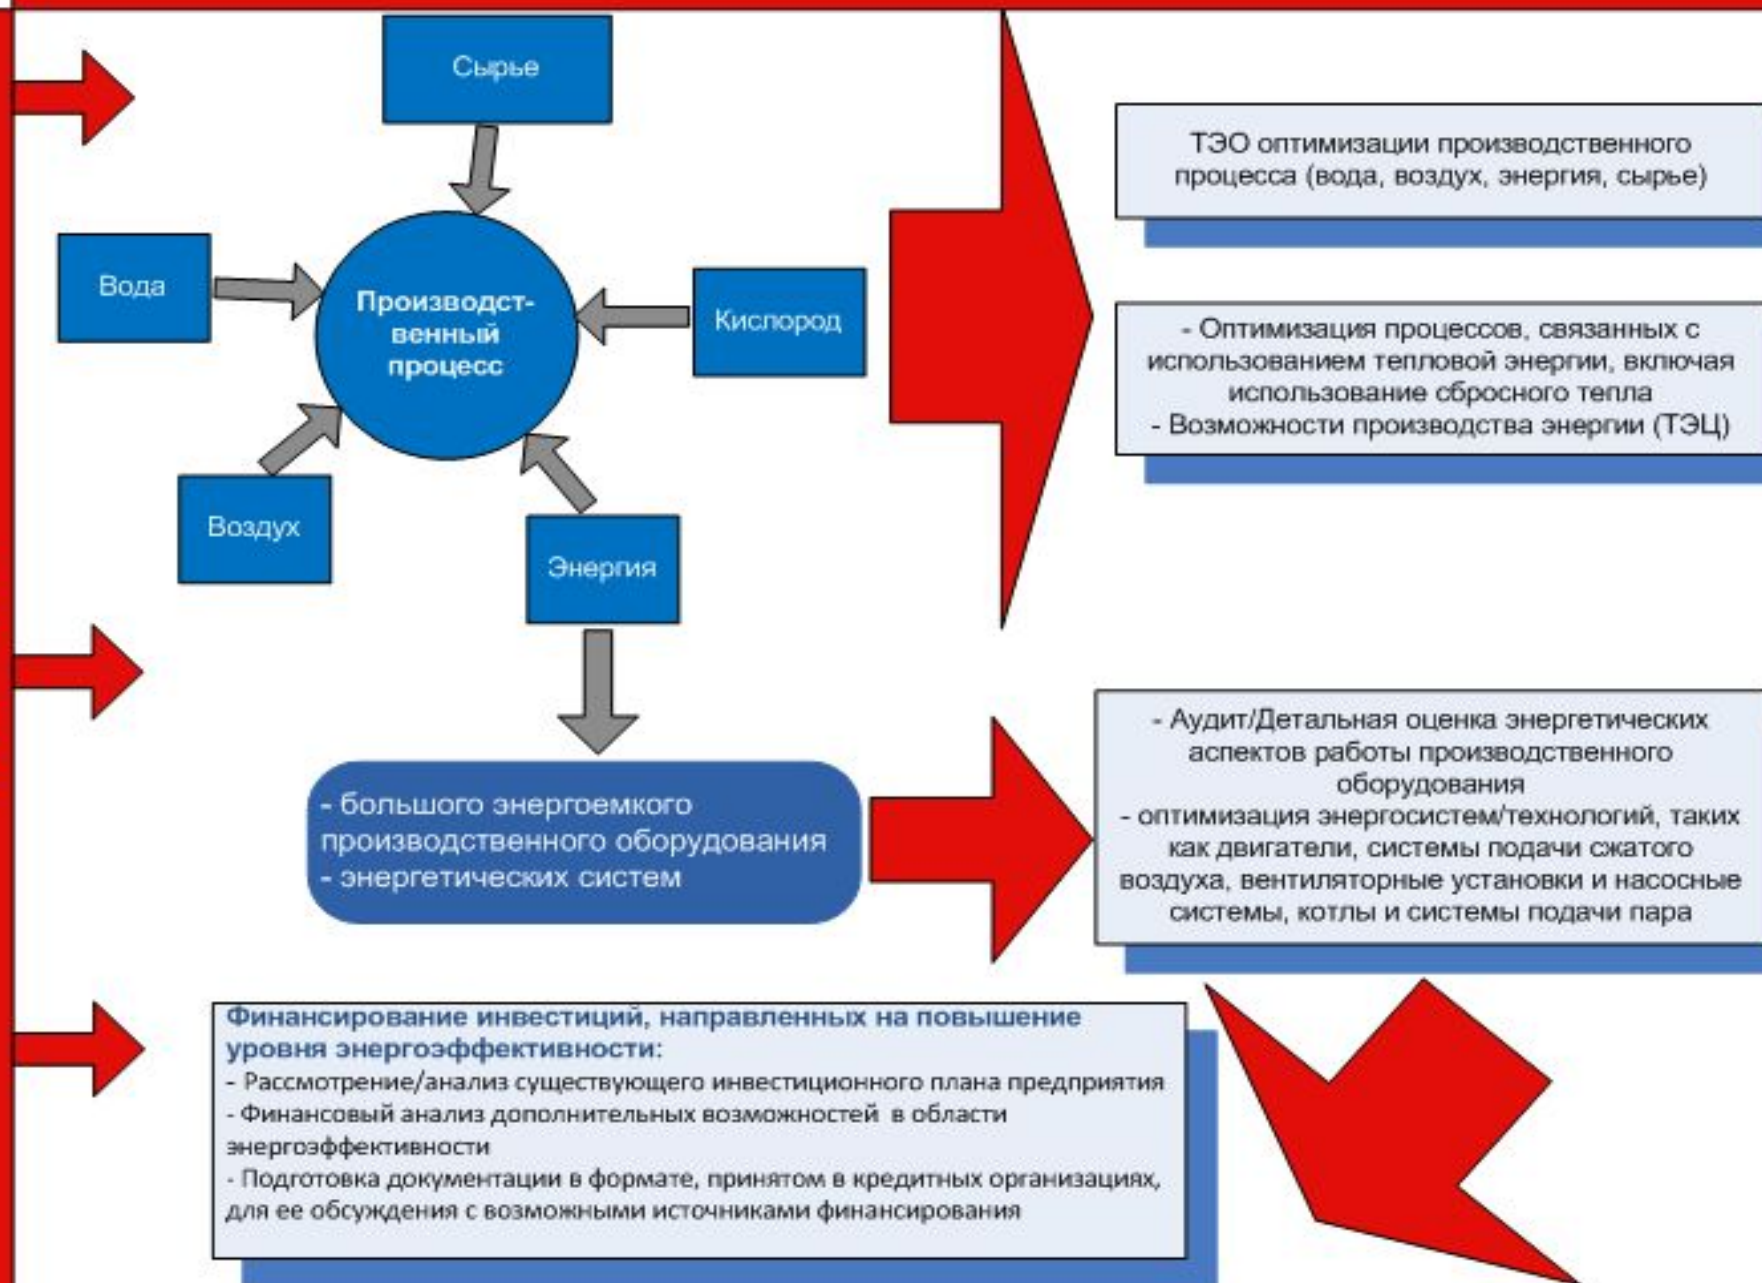 Сырье
Вода
Производст-
венный
процесс
Кислород
Воздух
Энергия
ТЭО оптимизации производственного
процесса (вода, воздух, энергия, сырье)
- Оптимизация процессов, связанных с
использованием тепловой энергии, включая
использование сбросного тепла
- Возможности производства энергии (ТЭЦ)
- большого энергоемкого
производственного оборудования
- энергетических систем
- Аудит/Детальная оценка энергетических
аспектов работы производственного
оборудования
- оптимизация энергосистем/технологий, таких
как двигатели, системы подачи сжатого
воздуха, вентиляторные установки и насосные
системы, котлы и системы подачи пара
Финансирование инвестиций, направленных на повышение
уровня энергоэффективности:
- Рассмотрение/анализ существующего инвестиционного плана предприятия
- Финансовый анализ дополнительных возможностей в области
энергоэффективности
- Подготовка документации в формате, принятом в кредитных организациях,
для ее обсуждения с возможными источниками финансирования